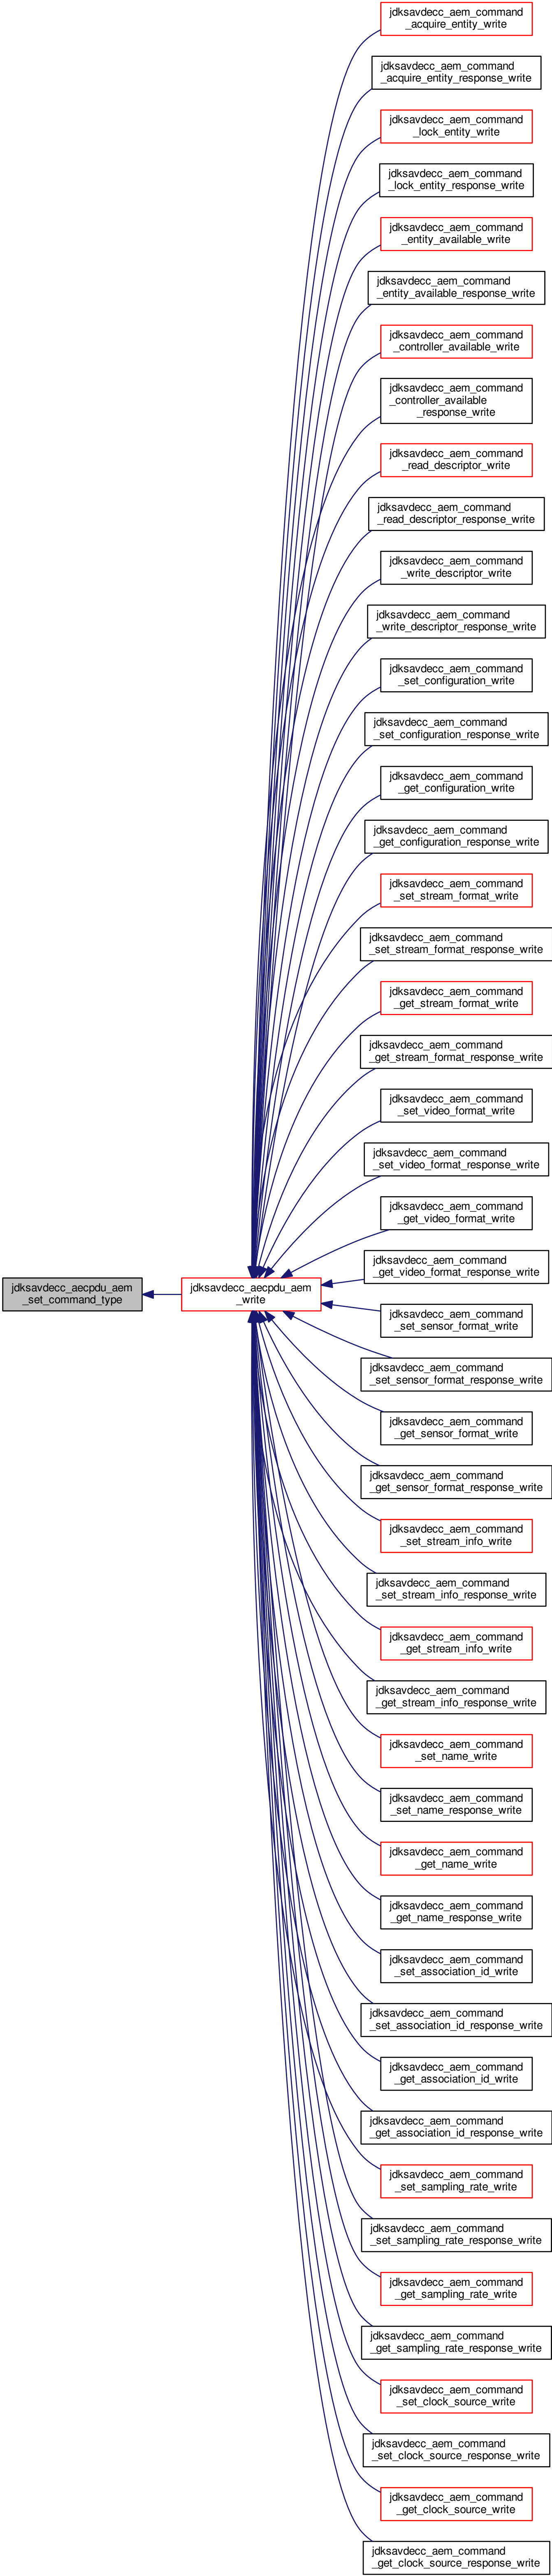 jdksavdecc_aem_command
_acquire_entity_write
jdksavdecc_aem_command
_acquire_entity_response_write
jdksavdecc_aem_command
_lock_entity_write
jdksavdecc_aem_command
_lock_entity_response_write
jdksavdecc_aem_command
_entity_available_write
jdksavdecc_aem_command
_entity_available_response_write
jdksavdecc_aem_command
_controller_available_write
jdksavdecc_aem_command
_controller_available
_response_write
jdksavdecc_aem_command
_read_descriptor_write
jdksavdecc_aem_command
_read_descriptor_response_write
jdksavdecc_aem_command
_write_descriptor_write
jdksavdecc_aem_command
_write_descriptor_response_write
jdksavdecc_aem_command
_set_configuration_write
jdksavdecc_aem_command
_set_configuration_response_write
jdksavdecc_aem_command
_get_configuration_write
jdksavdecc_aem_command
_get_configuration_response_write
jdksavdecc_aem_command
_set_stream_format_write
jdksavdecc_aem_command
_set_stream_format_response_write
jdksavdecc_aem_command
_get_stream_format_write
jdksavdecc_aem_command
_get_stream_format_response_write
jdksavdecc_aem_command
_set_video_format_write
jdksavdecc_aem_command
_set_video_format_response_write
jdksavdecc_aem_command
_get_video_format_write
jdksavdecc_aem_command
_get_video_format_response_write
jdksavdecc_aecpdu_aem
_set_command_type
jdksavdecc_aecpdu_aem
_write
jdksavdecc_aem_command
_set_sensor_format_write
jdksavdecc_aem_command
_set_sensor_format_response_write
jdksavdecc_aem_command
_get_sensor_format_write
jdksavdecc_aem_command
_get_sensor_format_response_write
jdksavdecc_aem_command
_set_stream_info_write
jdksavdecc_aem_command
_set_stream_info_response_write
jdksavdecc_aem_command
_get_stream_info_write
jdksavdecc_aem_command
_get_stream_info_response_write
jdksavdecc_aem_command
_set_name_write
jdksavdecc_aem_command
_set_name_response_write
jdksavdecc_aem_command
_get_name_write
jdksavdecc_aem_command
_get_name_response_write
jdksavdecc_aem_command
_set_association_id_write
jdksavdecc_aem_command
_set_association_id_response_write
jdksavdecc_aem_command
_get_association_id_write
jdksavdecc_aem_command
_get_association_id_response_write
jdksavdecc_aem_command
_set_sampling_rate_write
jdksavdecc_aem_command
_set_sampling_rate_response_write
jdksavdecc_aem_command
_get_sampling_rate_write
jdksavdecc_aem_command
_get_sampling_rate_response_write
jdksavdecc_aem_command
_set_clock_source_write
jdksavdecc_aem_command
_set_clock_source_response_write
jdksavdecc_aem_command
_get_clock_source_write
jdksavdecc_aem_command
_get_clock_source_response_write